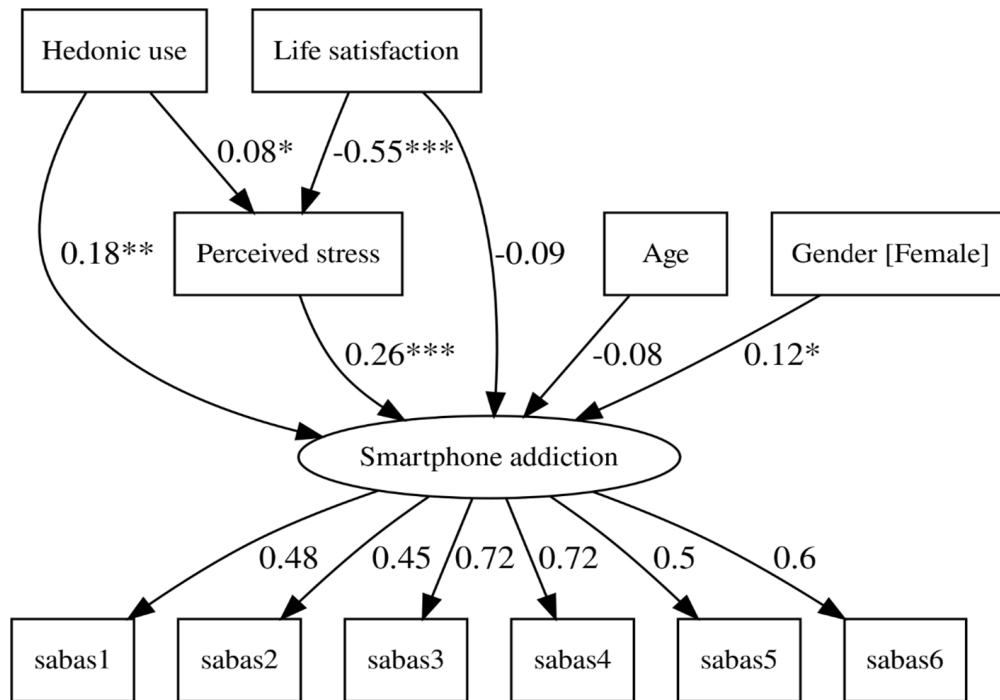 Hedonic use
Life satisfaction
0.08*
-0.55***
0.18**
Perceived stress
-0.09
Age
Gender [Female]
0.26***
-0.08
0.12*
Smartphone addiction
0.48
0.45
0.72
0.72
0.5
0.6
sabas1
sabas2
sabas3
sabas4
sabas5
sabas6